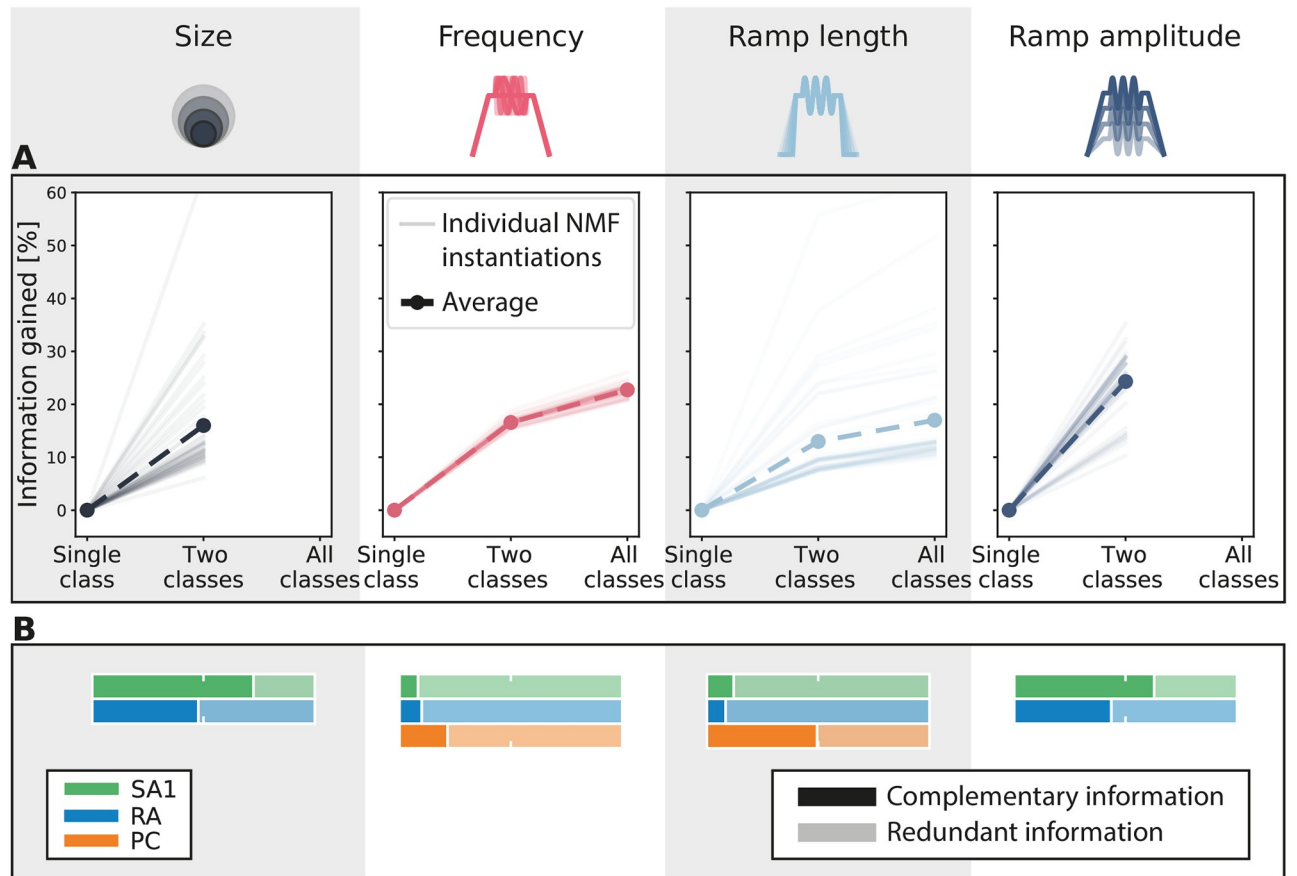 Size
Frequency
Ramp length
Ramp amplitude
A
Information gained [%]
60
50
40
30
20
10
0
Individual NMF
instantiations
Average
Single
class
Two
classes
All
classes
Single
class
Two
classes
All
classes
Single
class
Two
classes
All
classes
Single
class
Two
classes
All
classes
B
SA1
RA
PC
Complementary information
Redundant information